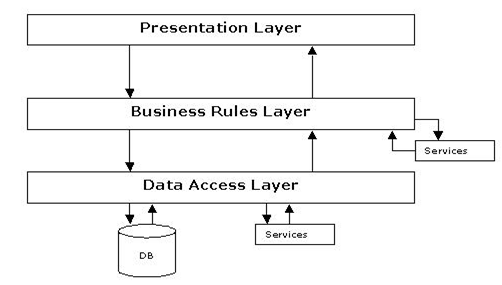 Presentation Layer
Business Rules Layer
Services
Data Access Layer
Services
DB